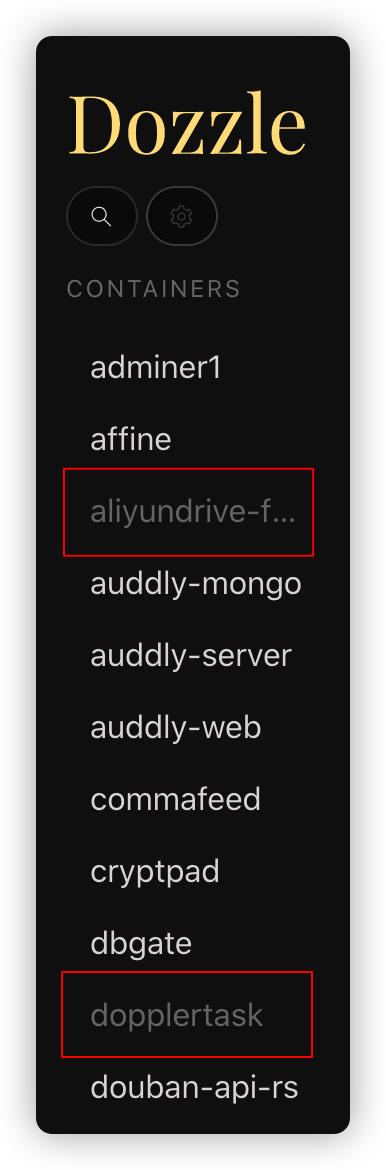 Dozzle
CONTAINERS
adminer1
affine
aliyundrive-f...
auddly-mongo
auddly-server
auddly-web
commafeed
cryptpad
dbgate
dopplertask
douban-api-rs